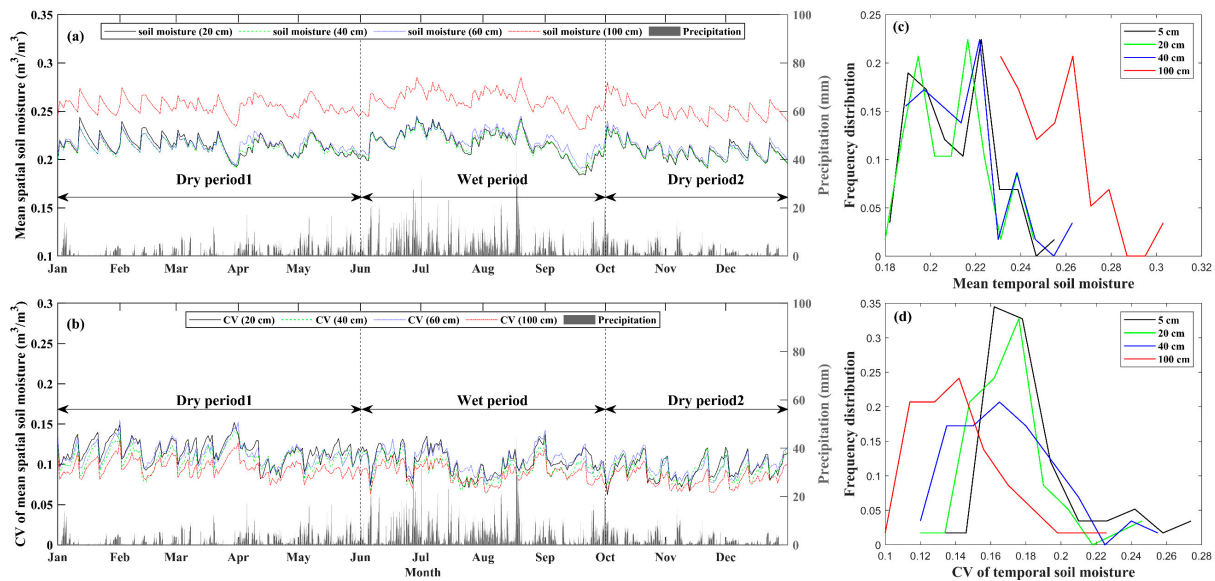 (a)
soil moisture (20 cm) soil moisture (40 cm) soil moisture (60 cm) soil moisture (100 cm) Precipitation
Mean spatial soil moisture (m³/m³)
0.35
0.3
0.25
0.2
0.15
0.1
100
80
60
40
20
0
Precipitation (mm)
Dry period1 Wet period Dry period2
Jan Feb Mar Apr May Jun Jul Aug Sep Oct Nov Dec
(b)
CV (20 cm) CV (40 cm) CV (60 cm) CV (100 cm) Precipitation
CV of mean spatial soil moisture (m³/m³)
0.3
0.25
0.2
0.15
0.1
0.05
0
100
80
60
40
20
0
Precipitation (mm)
Dry period1 Wet period Dry period2
Jan Feb Mar Apr May Jun Jul Aug Sep Oct Nov Dec
Month
(c)
5 cm
20 cm
40 cm
100 cm
Frequency distribution
0.25
0.2
0.15
0.1
0.05
0
0.18 0.2 0.22 0.24 0.26 0.28 0.3 0.32
Mean temporal soil moisture
(d)
5 cm
20 cm
40 cm
100 cm
Frequency distribution
0.35
0.3
0.25
0.2
0.15
0.1
0.05
0
0.1 0.12 0.14 0.16 0.18 0.2 0.22 0.24 0.26 0.28
CV of temporal soil moisture